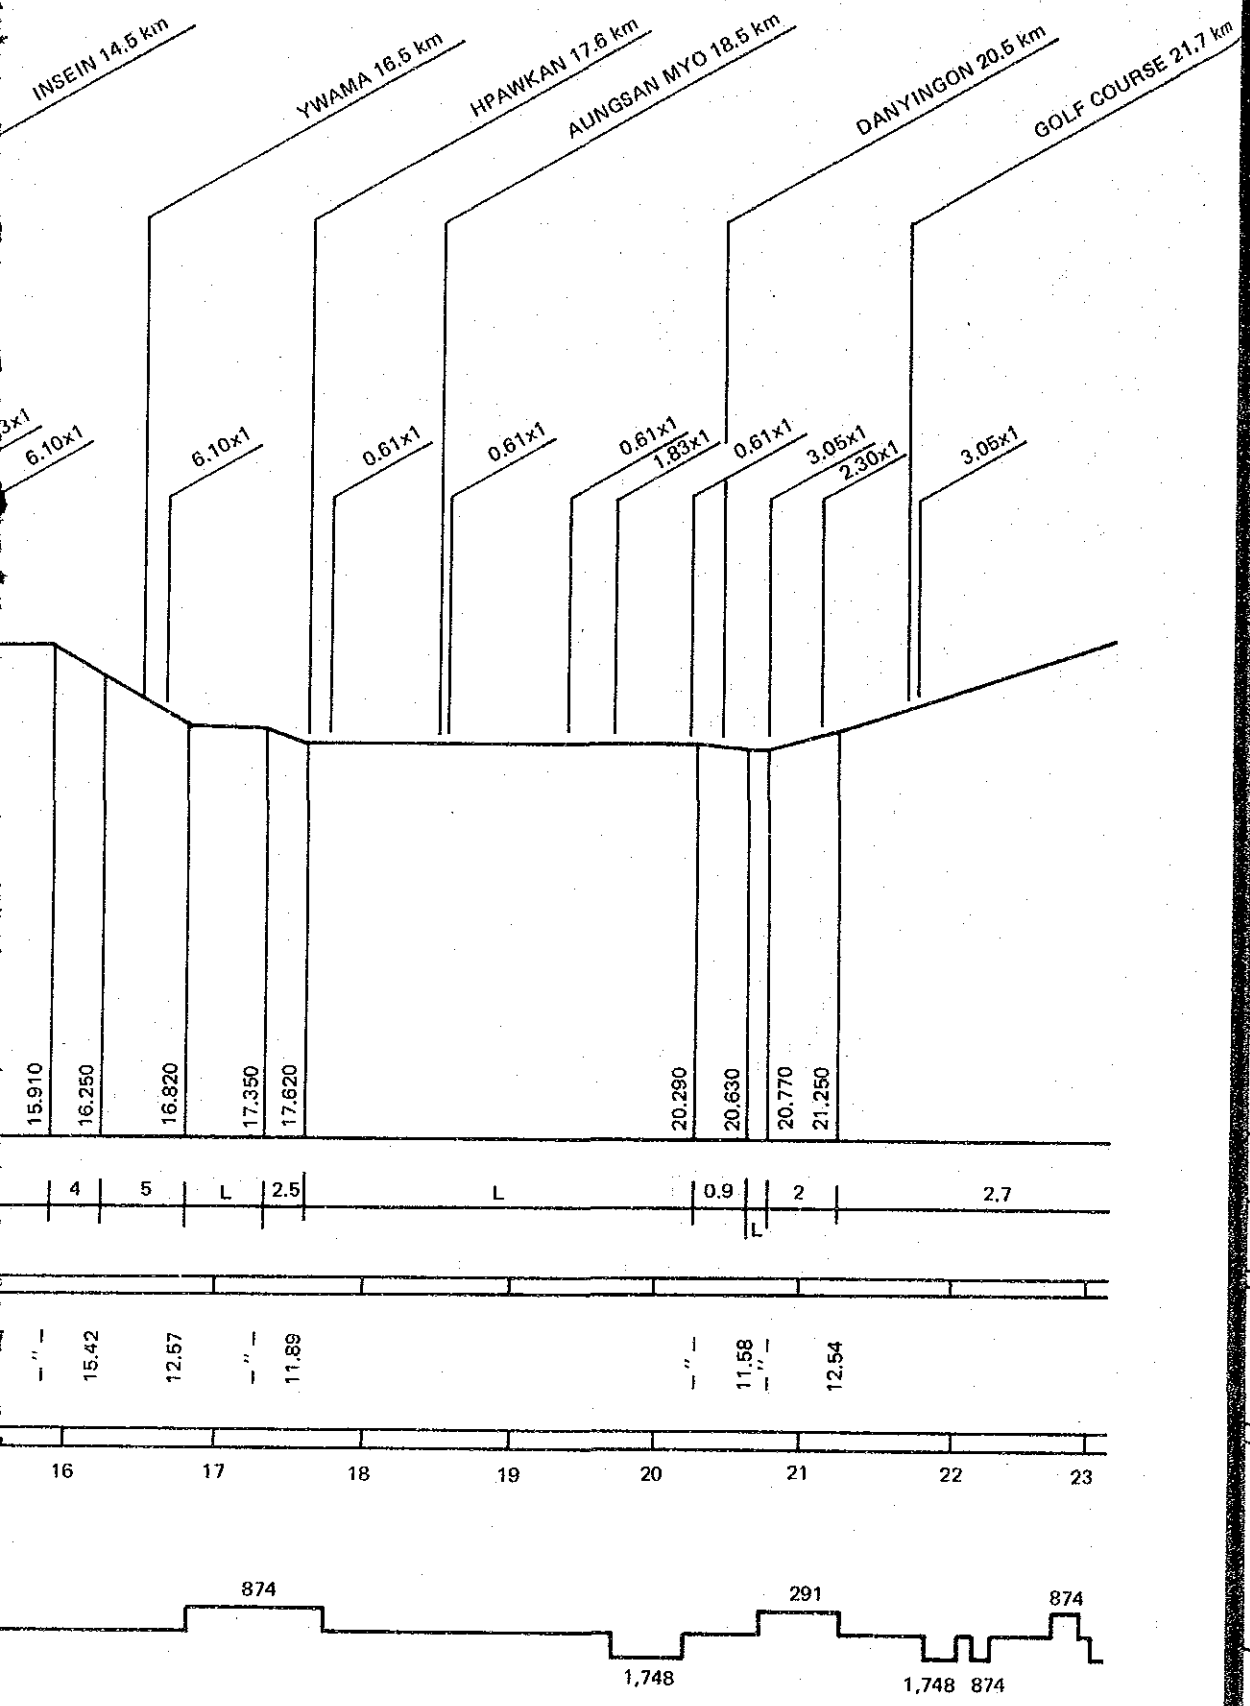 INSEIN 14.5 km
YWAMA 16.5 km
HPAWKAN 17.6 km
AUNGSAN MYO 18.5 km
DANYINGON 20.5 km
GOLF COURSE 21.7 km
3x1
6.10x1
6.10x1
0.61x1
0.61x1
0.61x1
1.83x1
0.61x1
3.05x1
2.30x1
3.05x1
15.910
16.250
16.820
17.350
17.620
20.290
20.630
20.770
21.250
4 5 L 2.5 L 0.9 L 2 2.7
– " –
15.42
12.57
– " –
11.89
– " –
11.58
– " –
12.54
16 17 18 19 20 21 22 23
874 291 874
1,748 1,748 874